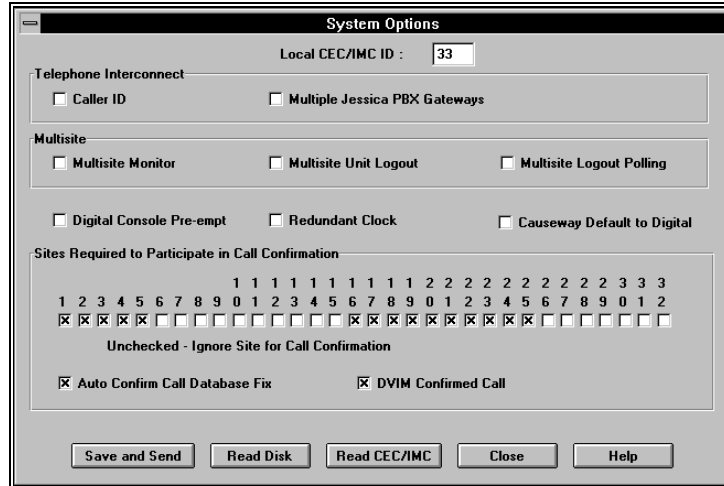 System Options
Local CEC/IMC ID : 33
Telephone Interconnect
Caller ID Multiple Jessica PBX Gateways
Multisite
Multisite Monitor Multisite Unit Logout Multisite Logout Polling
Digital Console Pre-empt Redundant Clock Causeway Default to Digital
Sites Required to Participate in Call Confirmation
1 1 1 1 1 1 1 1 1 1 2 2 2 2 2 2 2 2 2 2 3 3 3
1 2 3 4 5 6 7 8 9 0 1 2 3 4 5 6 7 8 9 0 1 2 3 4 5 6 7 8 9 0 1 2
Unchecked - Ignore Site for Call Confirmation
Auto Confirm Call Database Fix DVIM Confirmed Call
Save and Send Read Disk Read CEC/IMC Close Help